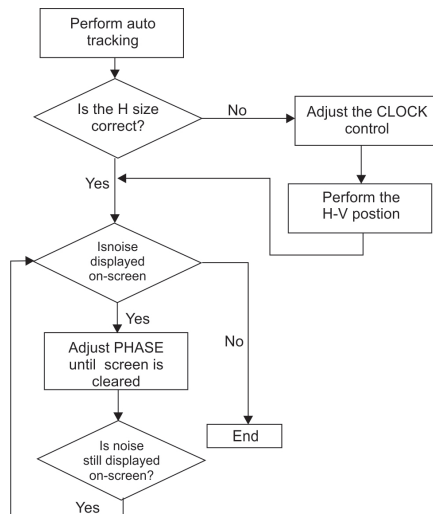 Perform auto
tracking
Is the H size
correct?
No
Adjust the CLOCK
control
Yes
Perform the
H-V postion
Isnoise
displayed
on-screen
Yes
No
Adjust PHASE
until screen is
cleared
End
Is noise
still displayed
on-screen?
Yes